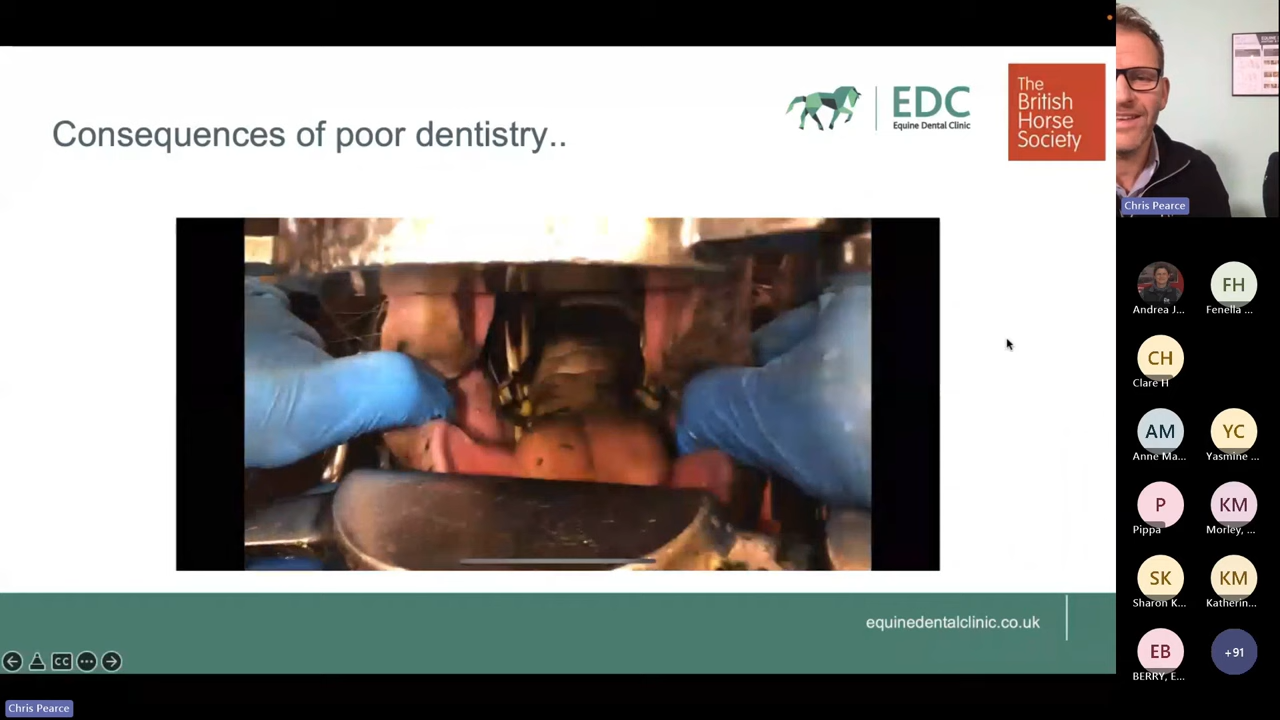 Consequences of poor dentistry..
EDC
Equine Dental Clinic
The
British
Horse
Society
Chris Pearce
Andrea J...
FH
Fenella ...
CH
Clare H
AM
Anne Ma...
YC
Yasmine ...
P
Pippa
KM
Morley, ...
SK
Sharon K...
KM
Katherin...
EB
BERRY, E...
+91
equinedentalclinic.co.uk
CC
Chris Pearce